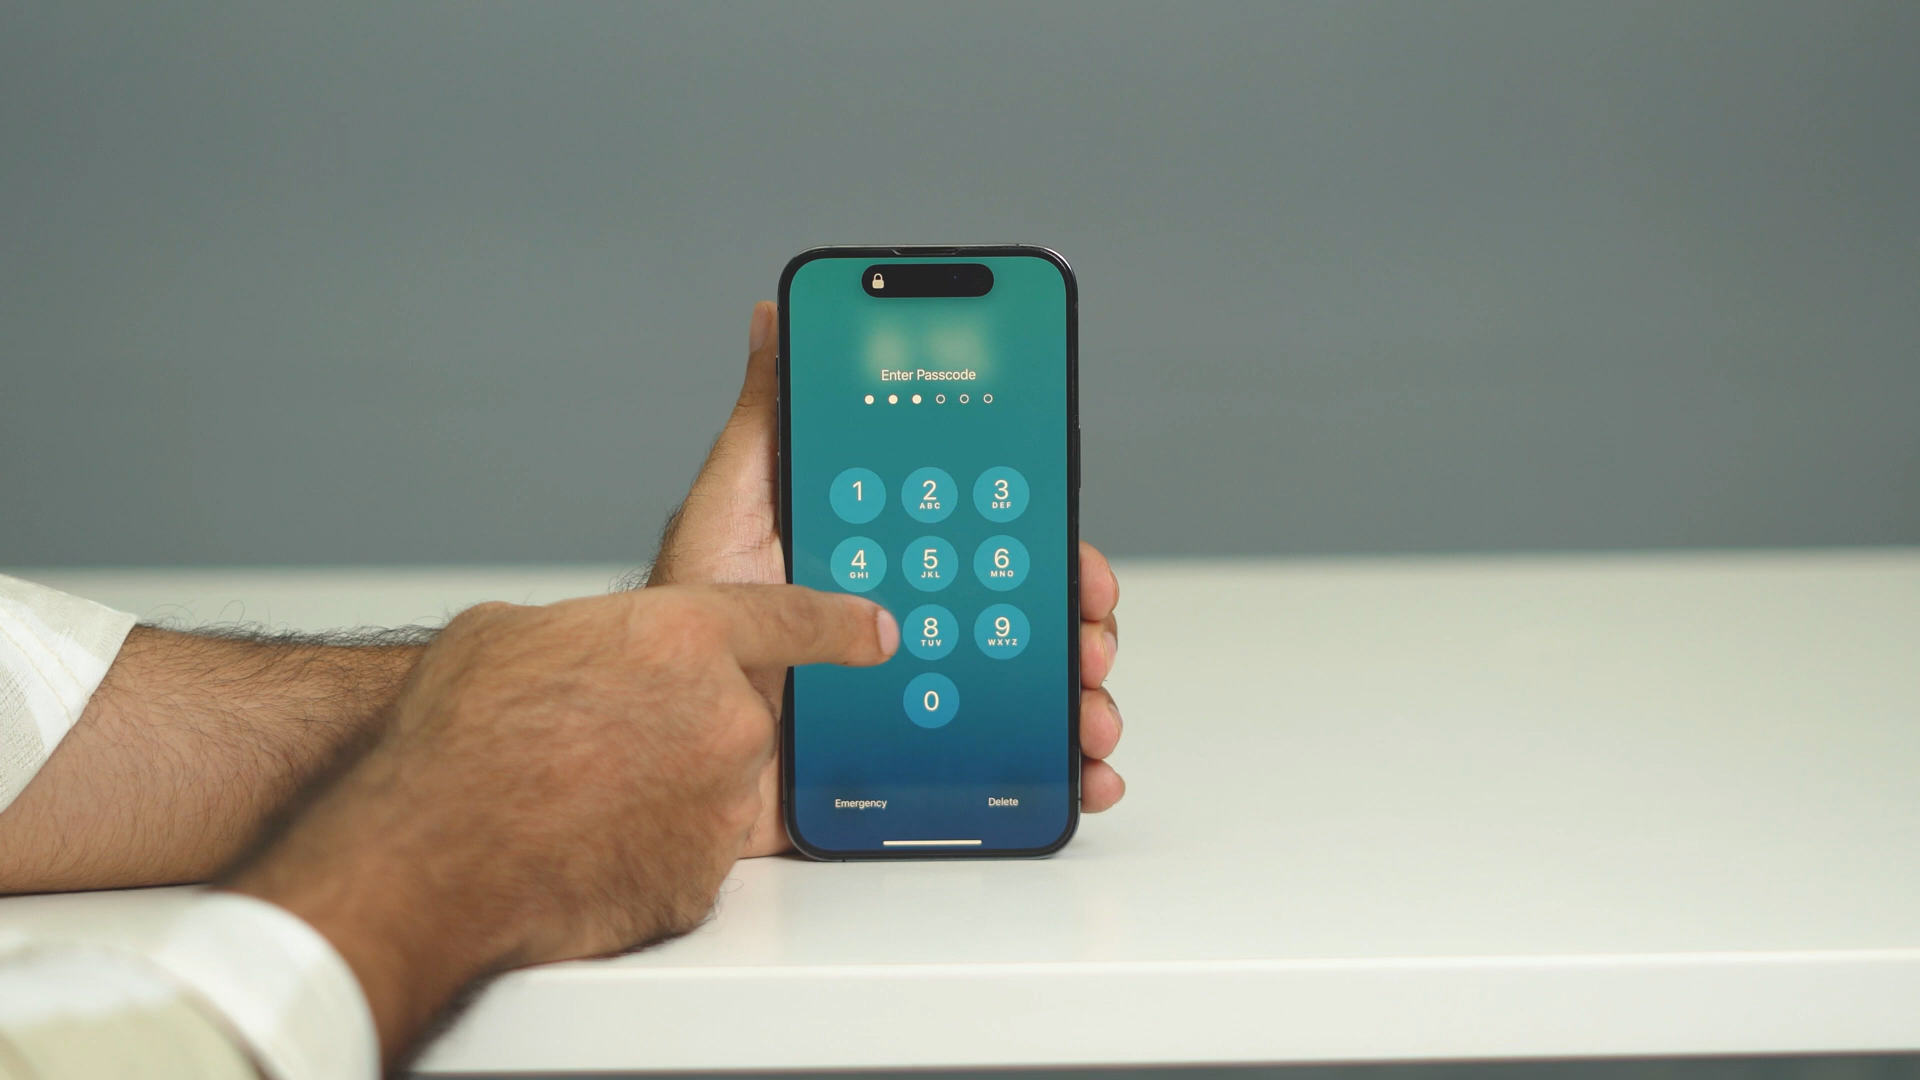 Enter Passcode
1 2 3
ABC DEF
4 5 6
GHI JKL MNO
8 9
TUV WXYZ
0
Emergency Delete